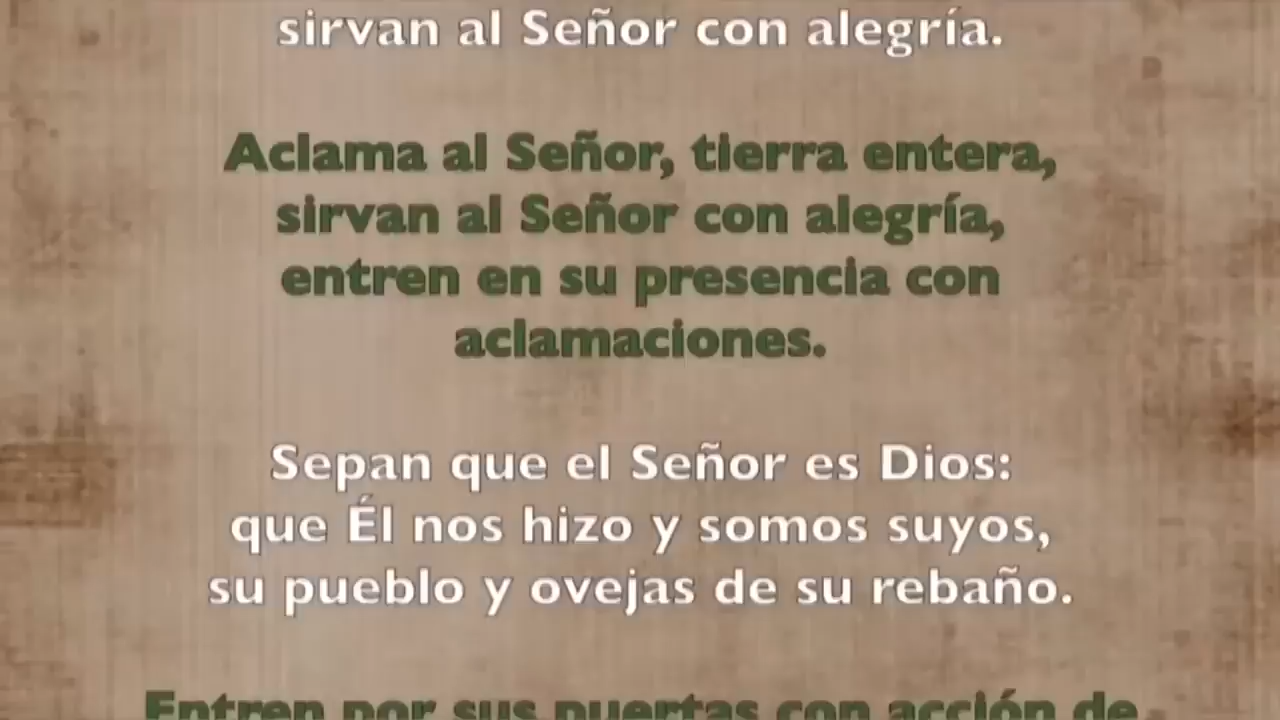 sirvan al Señor con alegría.
Aclama al Señor, tierra entera,
sirvan al Señor con alegría,
entren en su presencia con
aclamaciones.
Sepan que el Señor es Dios:
que Él nos hizo y somos suyos,
su pueblo y ovejas de su rebaño.
Entren por sus puertas con acción de